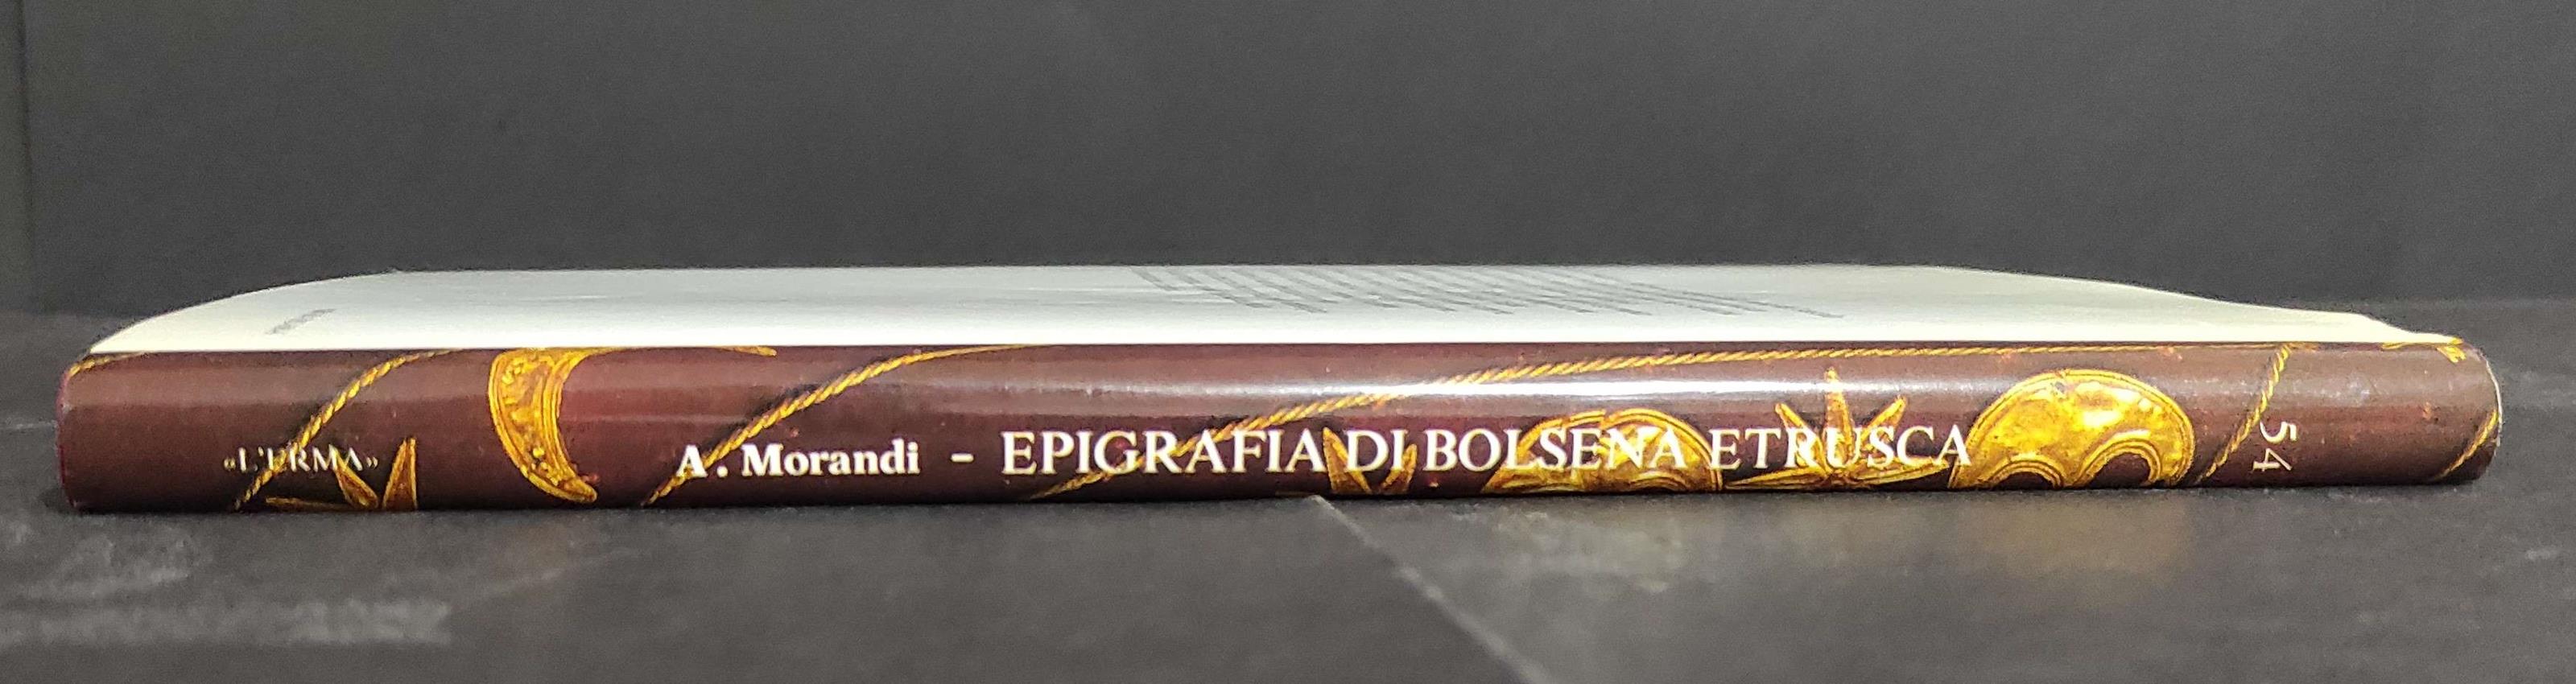 «L'ERMA»
A. Morandi - EPIGRAFIA DI BOLSENA ETRUSCA
54